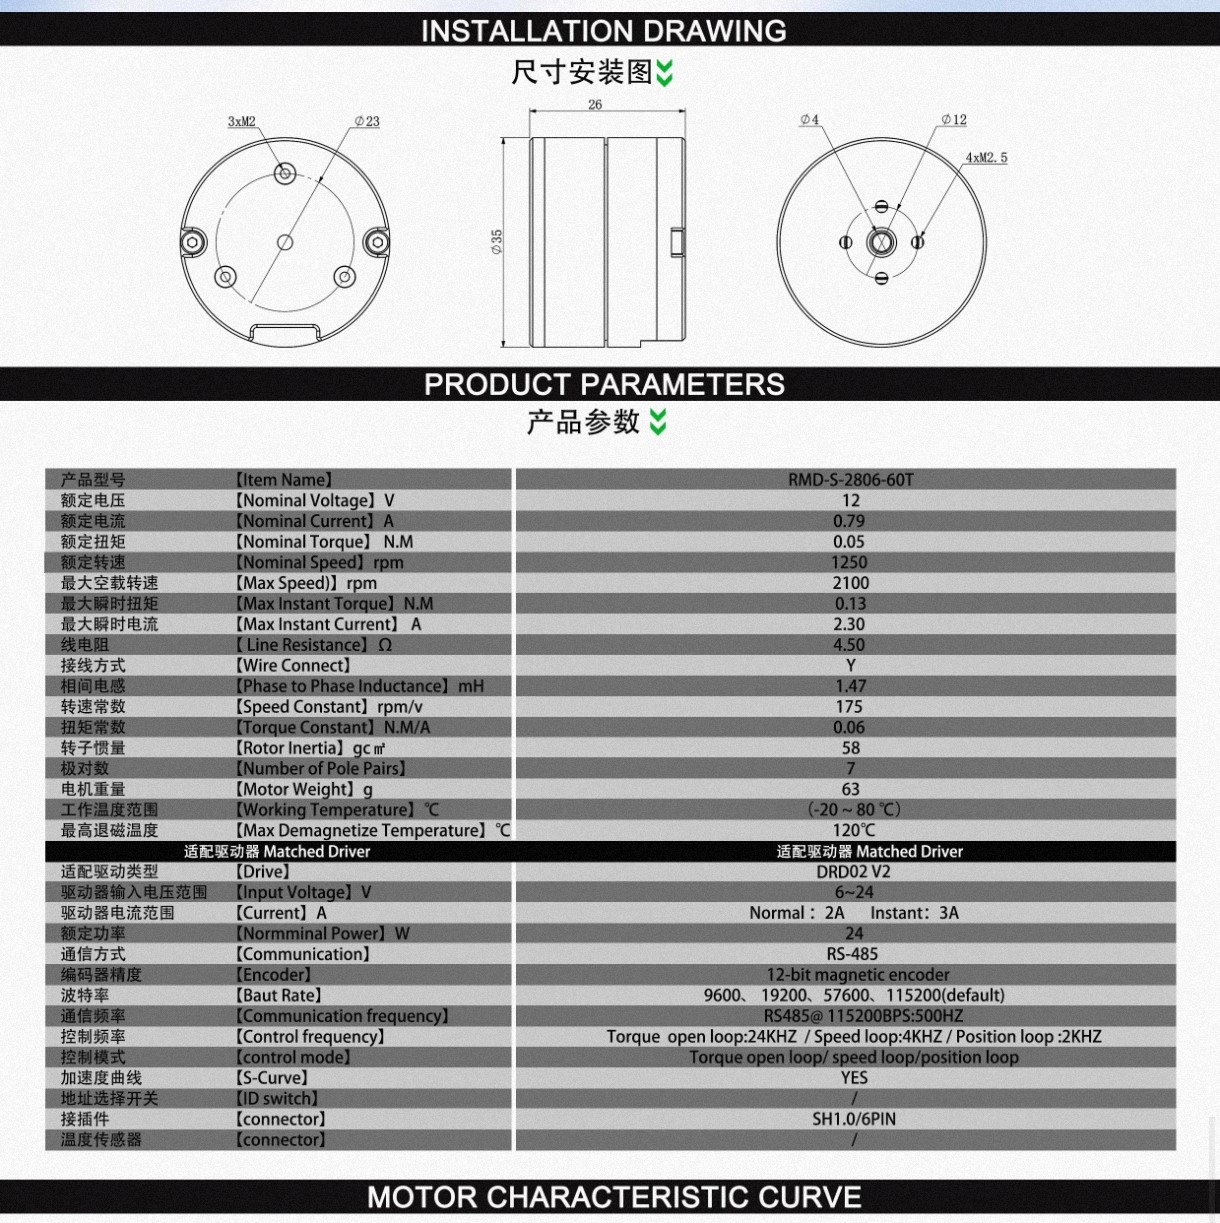 INSTALLATION DRAWING
尺寸安装图
26
3xM2
∅23
∅4
∅12
4xM2.5
∅35
PRODUCT PARAMETERS
产品参数
产品型号 【Item Name】 RMD-S-2806-60T
额定电压 【Nominal Voltage】V 12
额定电流 【Nominal Current】A 0.79
额定扭矩 【Nominal Torque】 N.M 0.05
额定转速 【Nominal Speed】rpm 1250
最大空载转速 【Max Speed)】rpm 2100
最大瞬时扭矩 【Max Instant Torque】N.M 0.13
最大瞬时电流 【Max Instant Current】 A 2.30
线电阻 【 Line Resistance】Ω 4.50
接线方式 【Wire Connect】 Y
相间电感 【Phase to Phase Inductance】mH 1.47
转速常数 【Speed Constant】rpm/v 175
扭矩常数 【Torque Constant】N.M/A 0.06
转子惯量 【Rotor Inertia】gc㎡ 58
极对数 【Number of Pole Pairs】 7
电机重量 【Motor Weight】g 63
工作温度范围 【Working Temperature】℃ （-20 ~ 80 ℃）
最高退磁温度 【Max Demagnetize Temperature】℃ 120℃
适配驱动器 Matched Driver 适配驱动器 Matched Driver
适配驱动类型 【Drive】 DRD02 V2
驱动器输入电压范围 【Input Voltage】V 6~24
驱动器电流范围 【Current】A Normal：2A Instant：3A
额定功率 【Normminal Power】W 24
通信方式 【Communication】 RS-485
编码器精度 【Encoder】 12-bit magnetic encoder
波特率 【Baut Rate】 9600、 19200、57600、115200(default)
通信频率 【Communication frequency】 RS485@ 115200BPS:500HZ
控制频率 【Control frequency】 Torque open loop:24KHZ / Speed loop:4KHZ / Position loop :2KHZ
控制模式 【control mode】 Torque open loop/ speed loop/position loop
加速度曲线 【S-Curve】 YES
地址选择开关 【ID switch】 /
接插件 【connector】 SH1.0/6PIN
温度传感器 【connector】 /
MOTOR CHARACTERISTIC CURVE